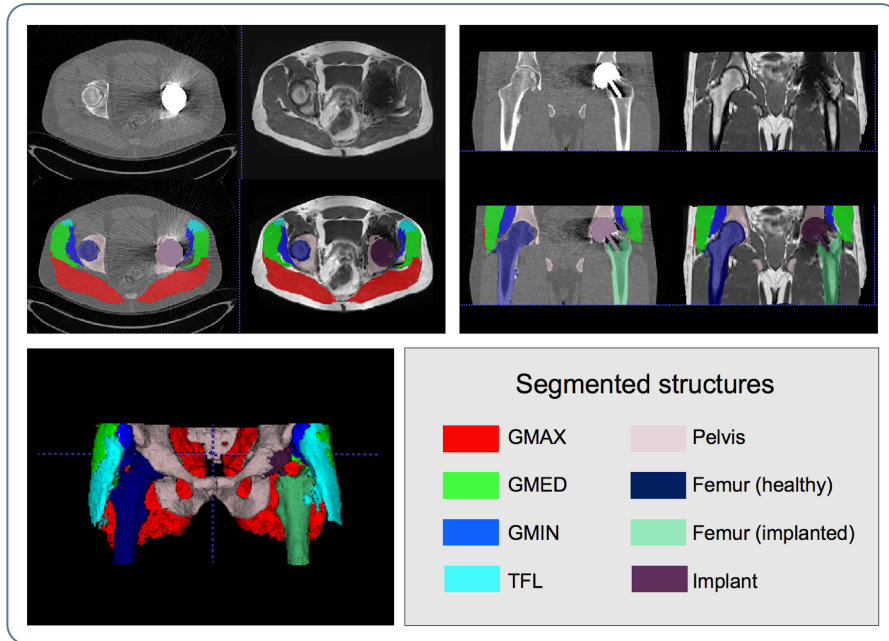 Segmented structures
GMAX
Pelvis
GMED
Femur (healthy)
GMIN
Femur (implanted)
TFL
Implant